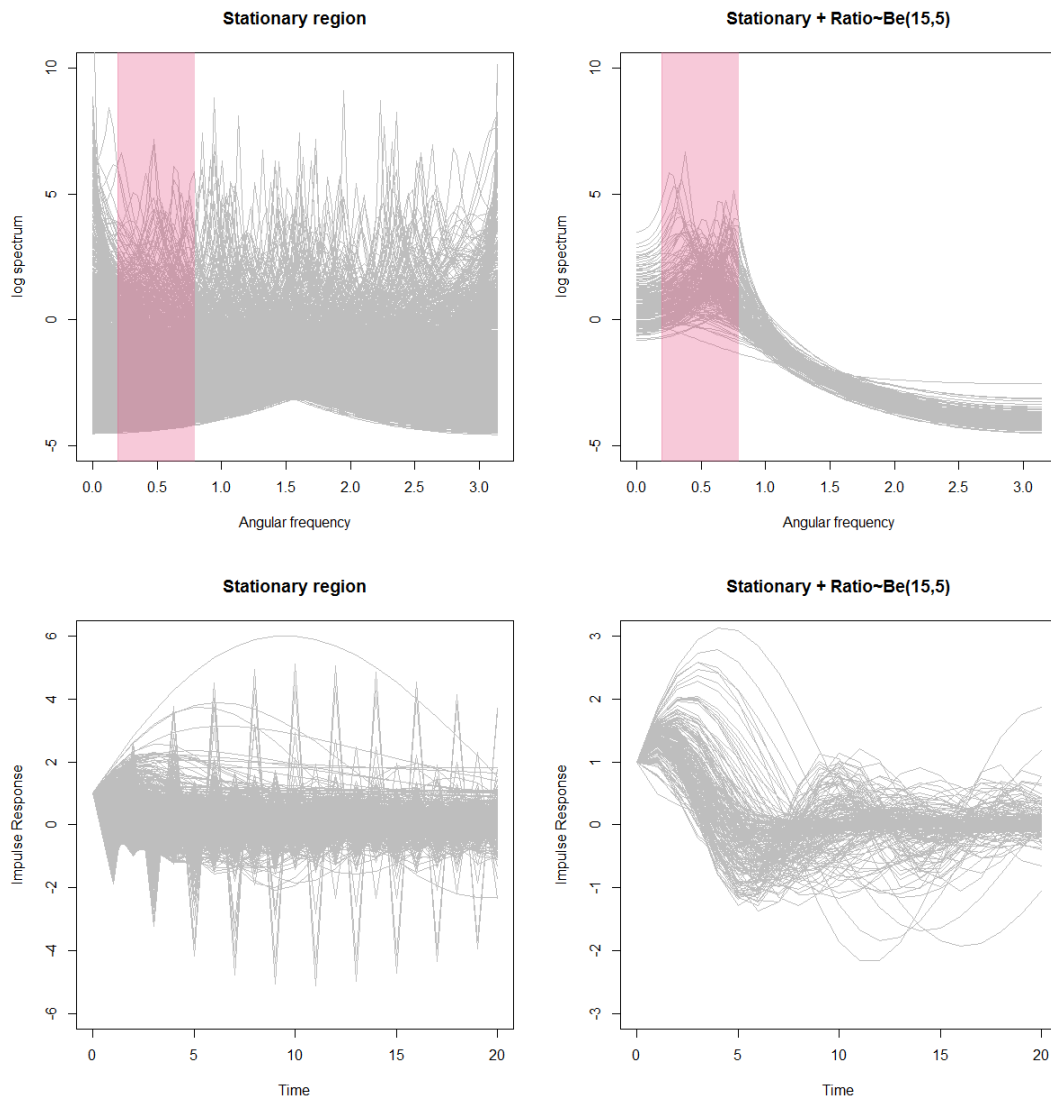 Stationary region
log spectrum
10
5
0
-5
0.0 0.5 1.0 1.5 2.0 2.5 3.0
Angular frequency
Stationary + Ratio~Be(15,5)
log spectrum
10
5
0
-5
0.0 0.5 1.0 1.5 2.0 2.5 3.0
Angular frequency
Stationary region
Impulse Response
6
4
2
0
-2
-4
-6
0 5 10 15 20
Time
Stationary + Ratio~Be(15,5)
Impulse Response
3
2
1
0
-1
-2
-3
0 5 10 15 20
Time